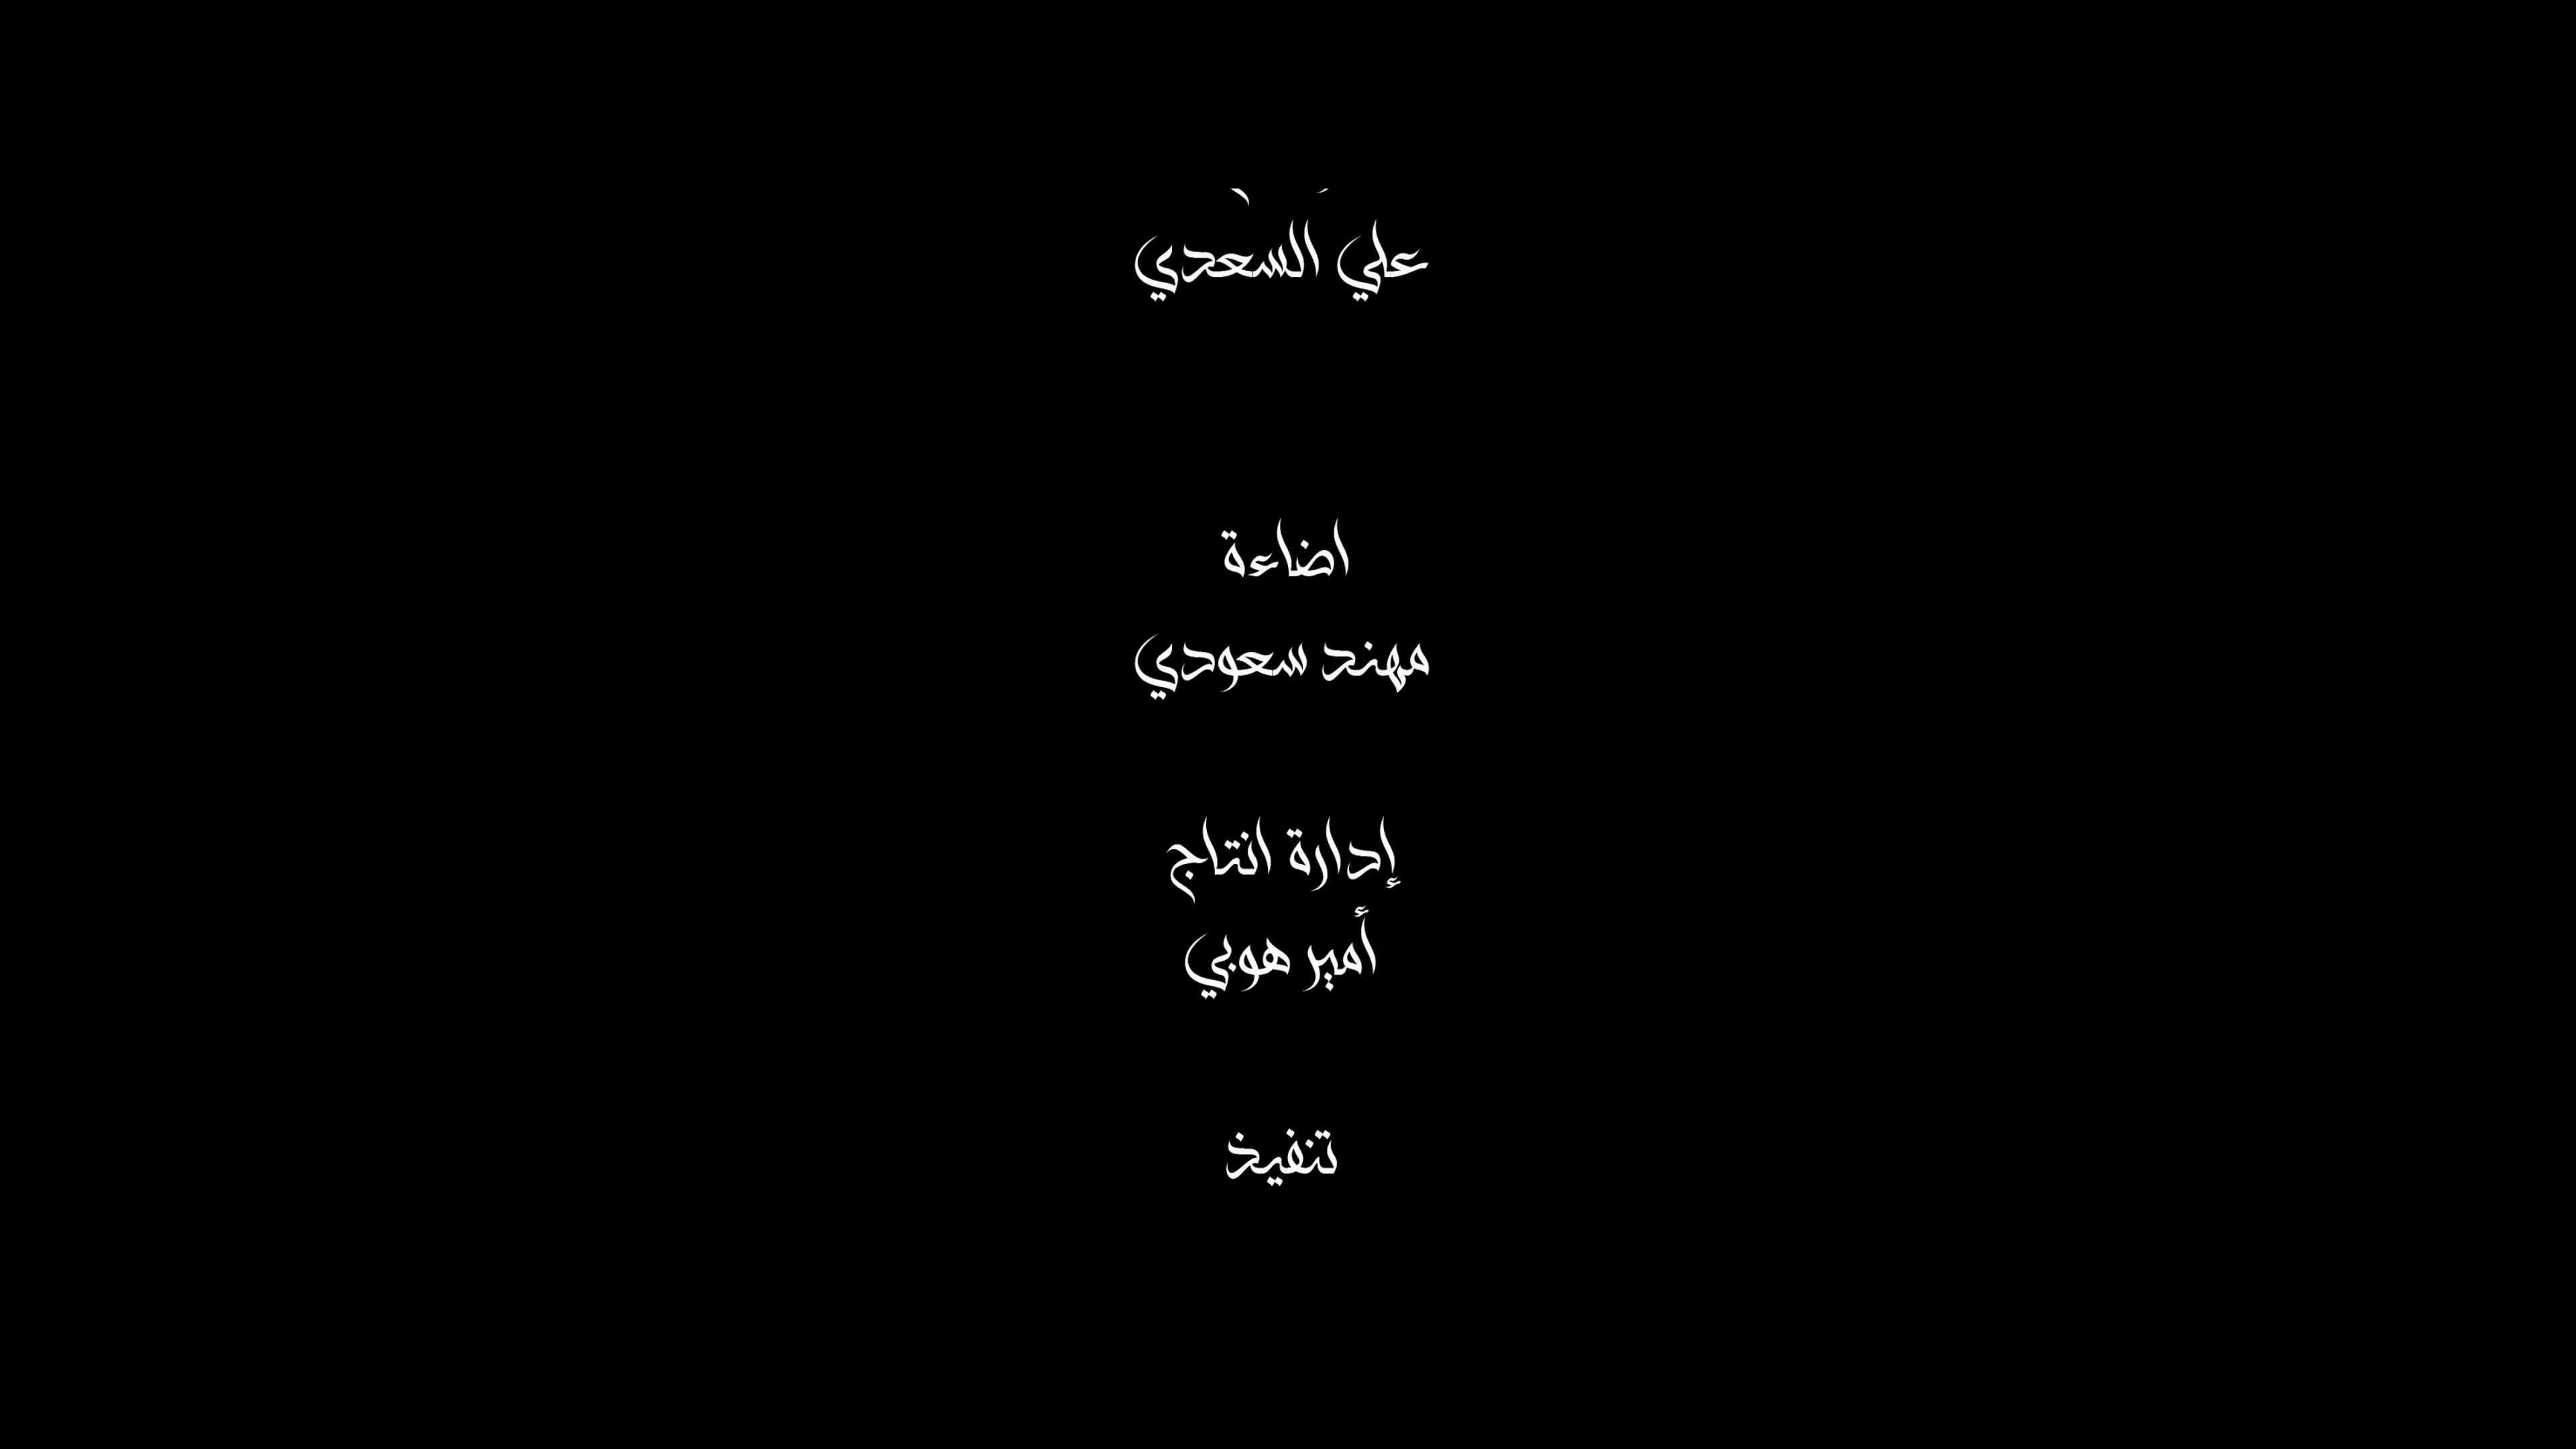 علي السعدي
اضاءة
مهند سعودي
إدارة انتاج
أمير هوبي
تنفيذ